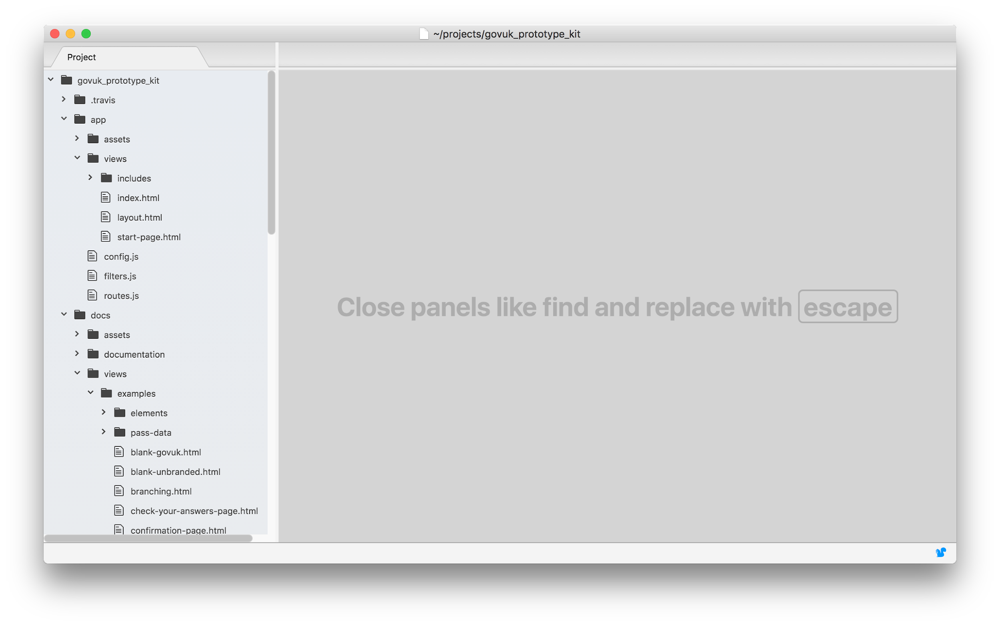 ~/projects/govuk_prototype_kit
Project
govuk_prototype_kit
.travis
app
assets
views
includes
index.html
layout.html
start-page.html
config.js
filters.js
routes.js
docs
assets
documentation
views
examples
elements
pass-data
blank-govuk.html
blank-unbranded.html
branching.html
check-your-answers-page.html
confirmation-page.html
Close panels like find and replace with escape